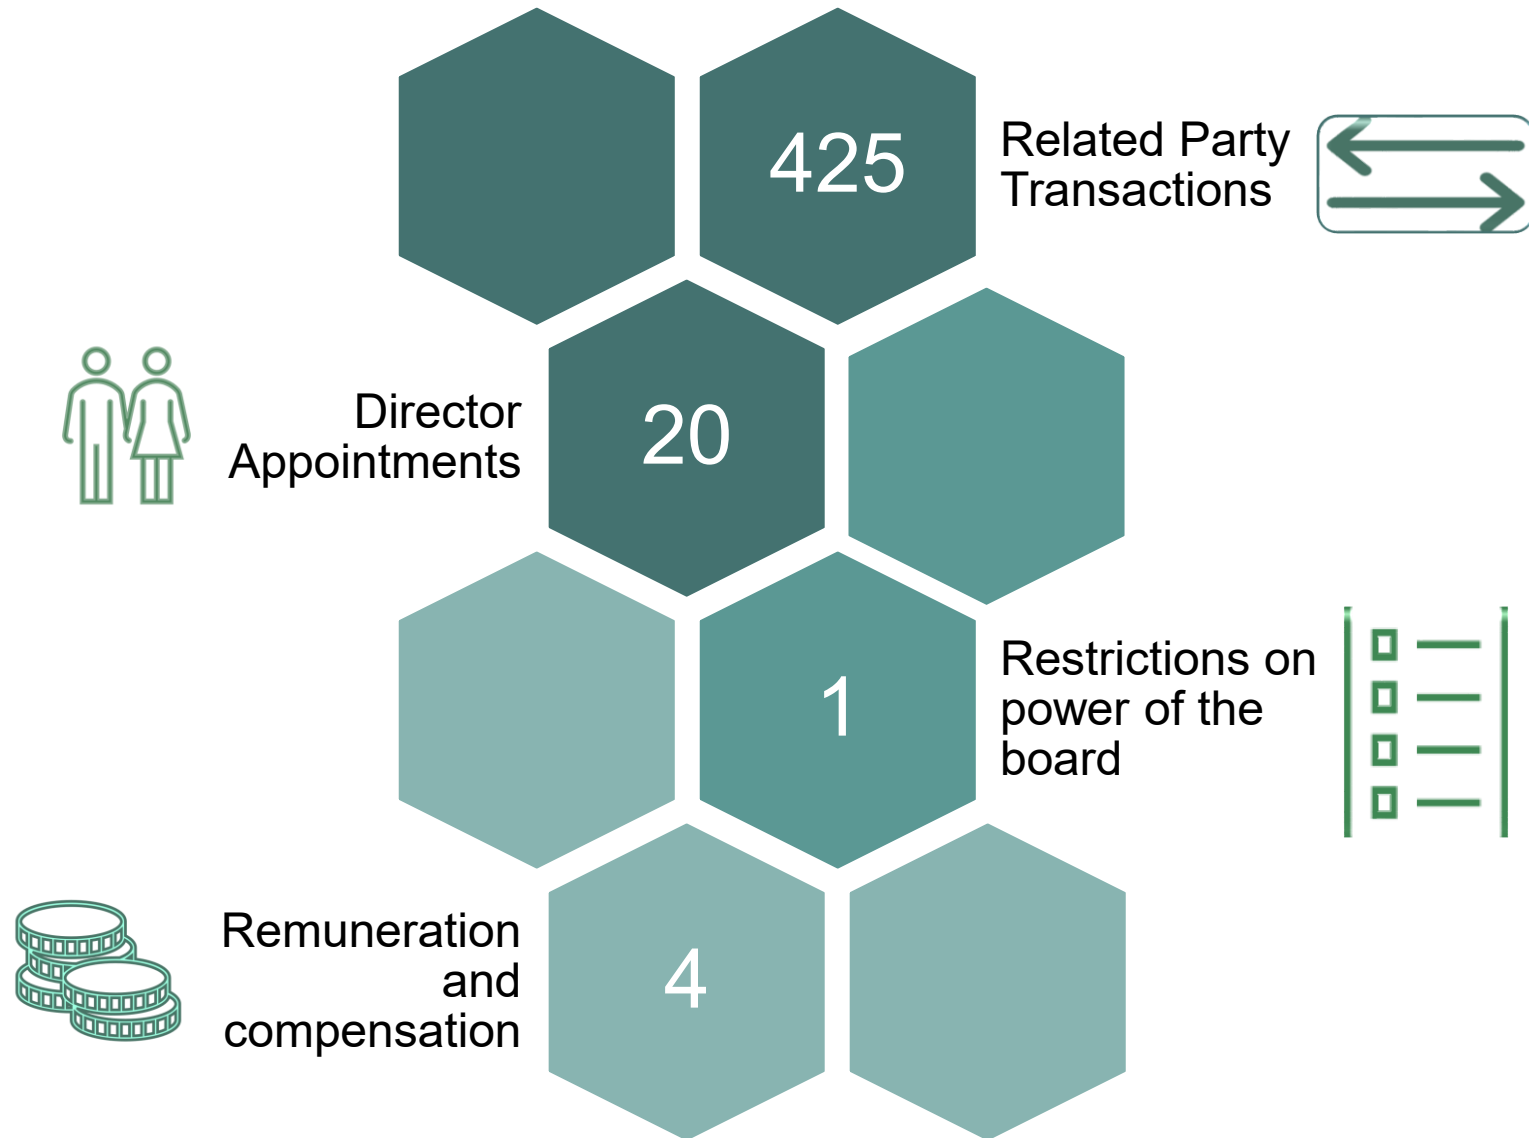 425
Related Party
Transactions
Director
Appointments
20
1
Restrictions on
power of the
board
Remuneration
and
compensation
4